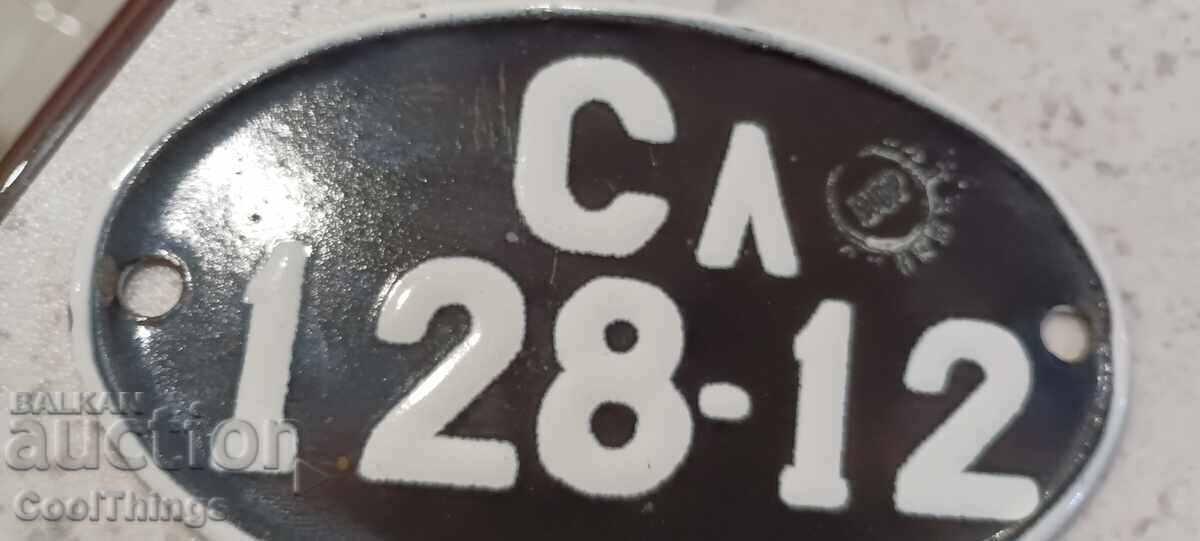 Сл
128-12
BALKAN
auction
CoolThings